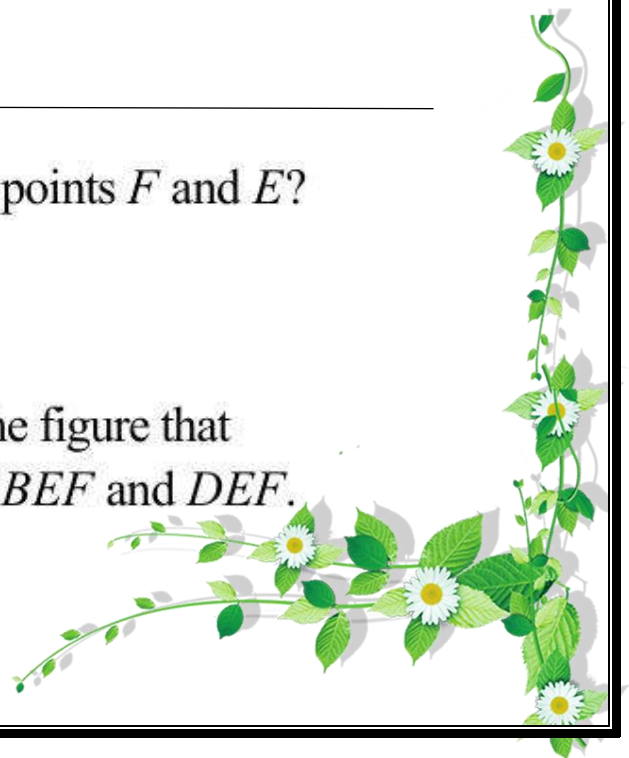 points F and E?
he figure that
BEF and DEF.